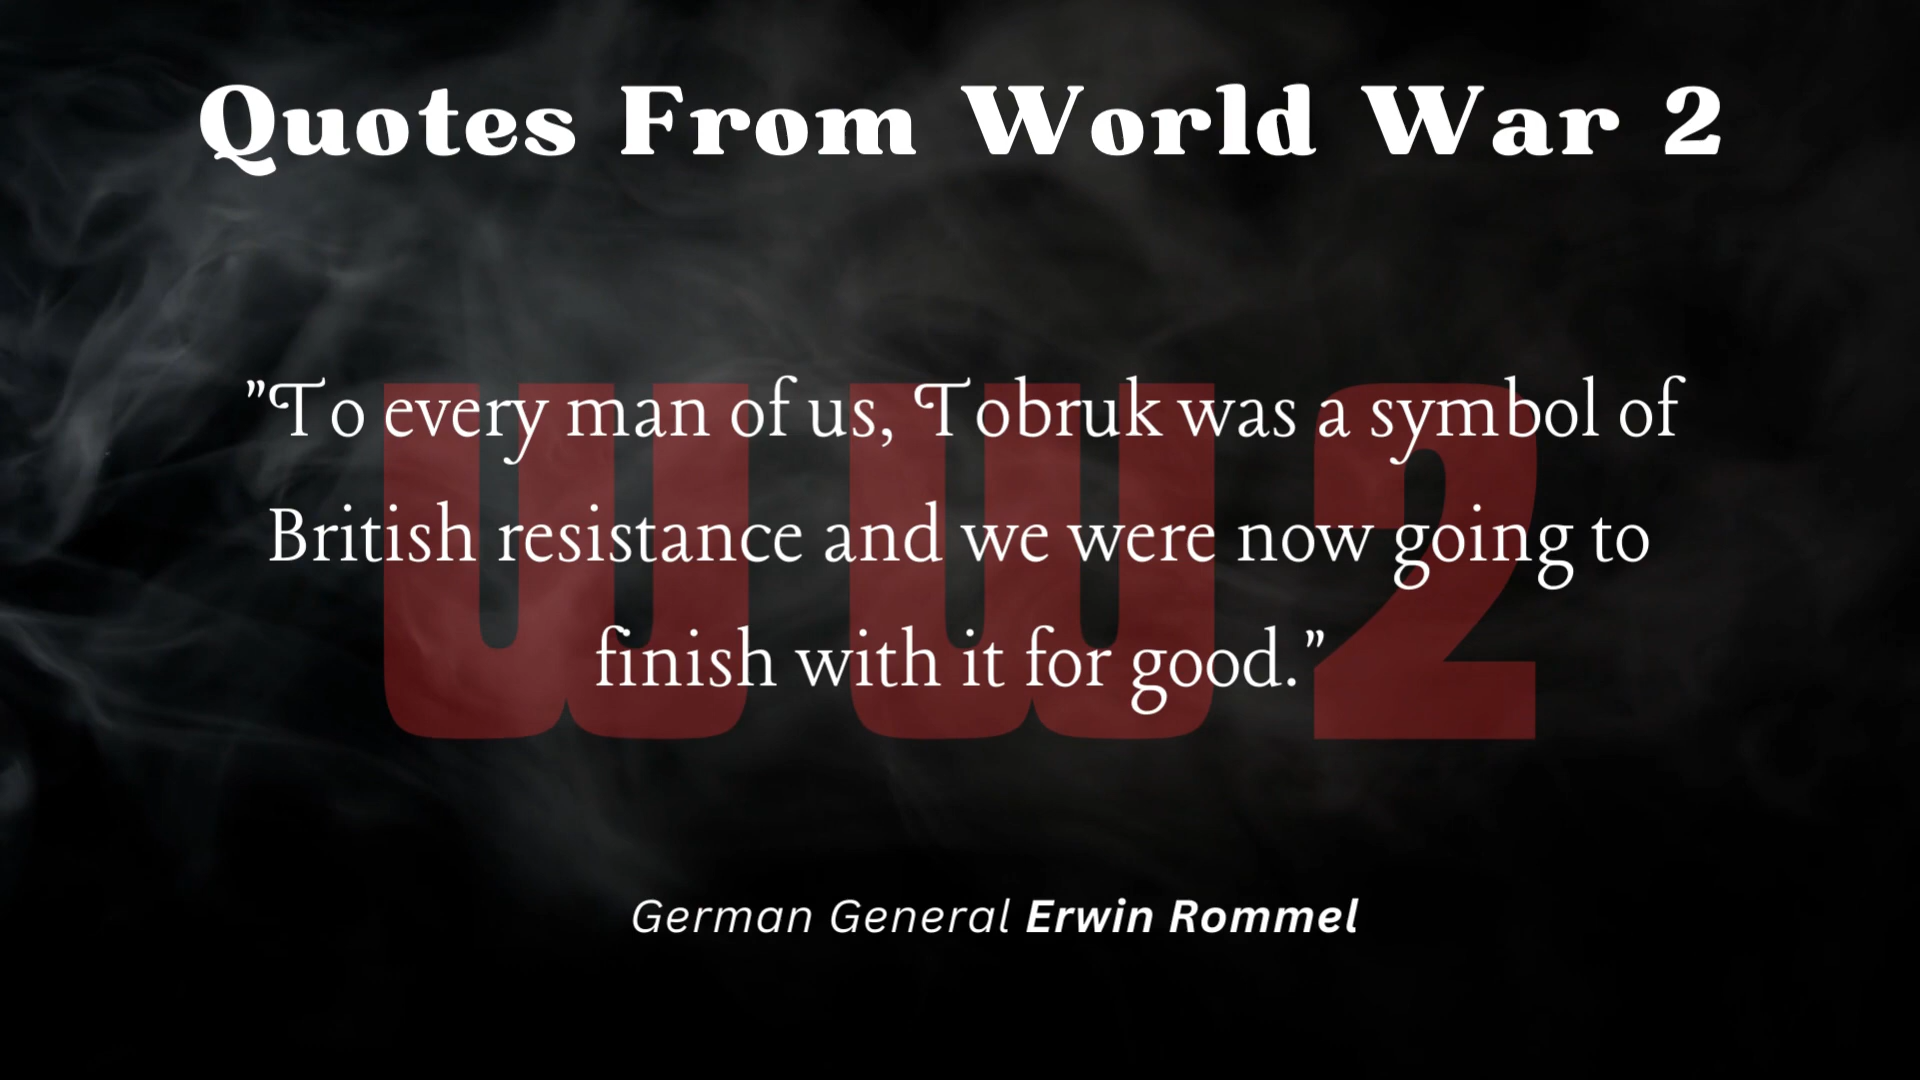 Quotes From World War 2
WW2
"To every man of us, Tobruk was a symbol of
British resistance and we were now going to
finish with it for good."
German General Erwin Rommel